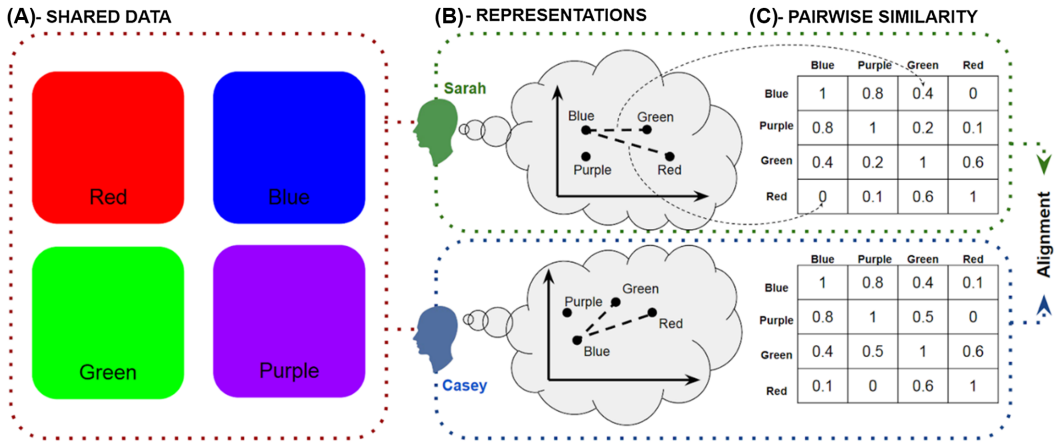 (A)- SHARED DATA
Red
Blue
Green
Purple
(B)- REPRESENTATIONS
Sarah
Blue
Green
Purple
Red
Casey
Purple
Green
Red
Blue
(C)- PAIRWISE SIMILARITY
Blue Purple Green Red
Blue 1 0.8 0.4 0
Purple 0.8 1 0.2 0.1
Green 0.4 0.2 1 0.6
Red 0 0.1 0.6 1
Blue Purple Green Red
Blue 1 0.8 0.4 0.1
Purple 0.8 1 0.5 0
Green 0.4 0.5 1 0.6
Red 0.1 0 0.6 1
Alignment